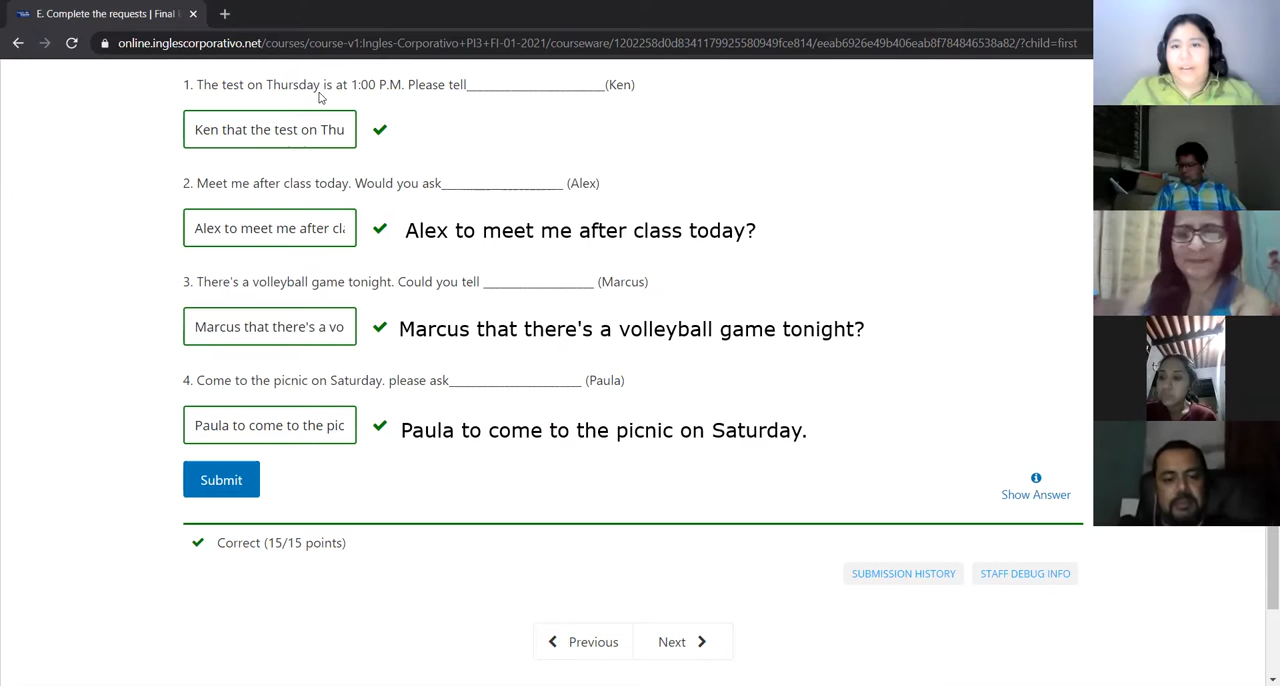 E. Complete the requests | Final E
online.inglescorporativo.net/courses/course-v1:Ingles-Corporativo+PI3+FI-01-2021/courseware/1202258d0d8341179925580949fce814/eeab6926e49b406eab8f784846538a82/?child=first
1. The test on Thursday is at 1:00 P.M. Please tell______________________(Ken)
Ken that the test on Thu
2. Meet me after class today. Would you ask___________________ (Alex)
Alex to meet me after cla Alex to meet me after class today?
3. There's a volleyball game tonight. Could you tell _________________ (Marcus)
Marcus that there's a vo Marcus that there's a volleyball game tonight?
4. Come to the picnic on Saturday. please ask_____________________ (Paula)
Paula to come to the pic Paula to come to the picnic on Saturday.
Submit
Show Answer
Correct (15/15 points)
SUBMISSION HISTORY STAFF DEBUG INFO
Previous Next